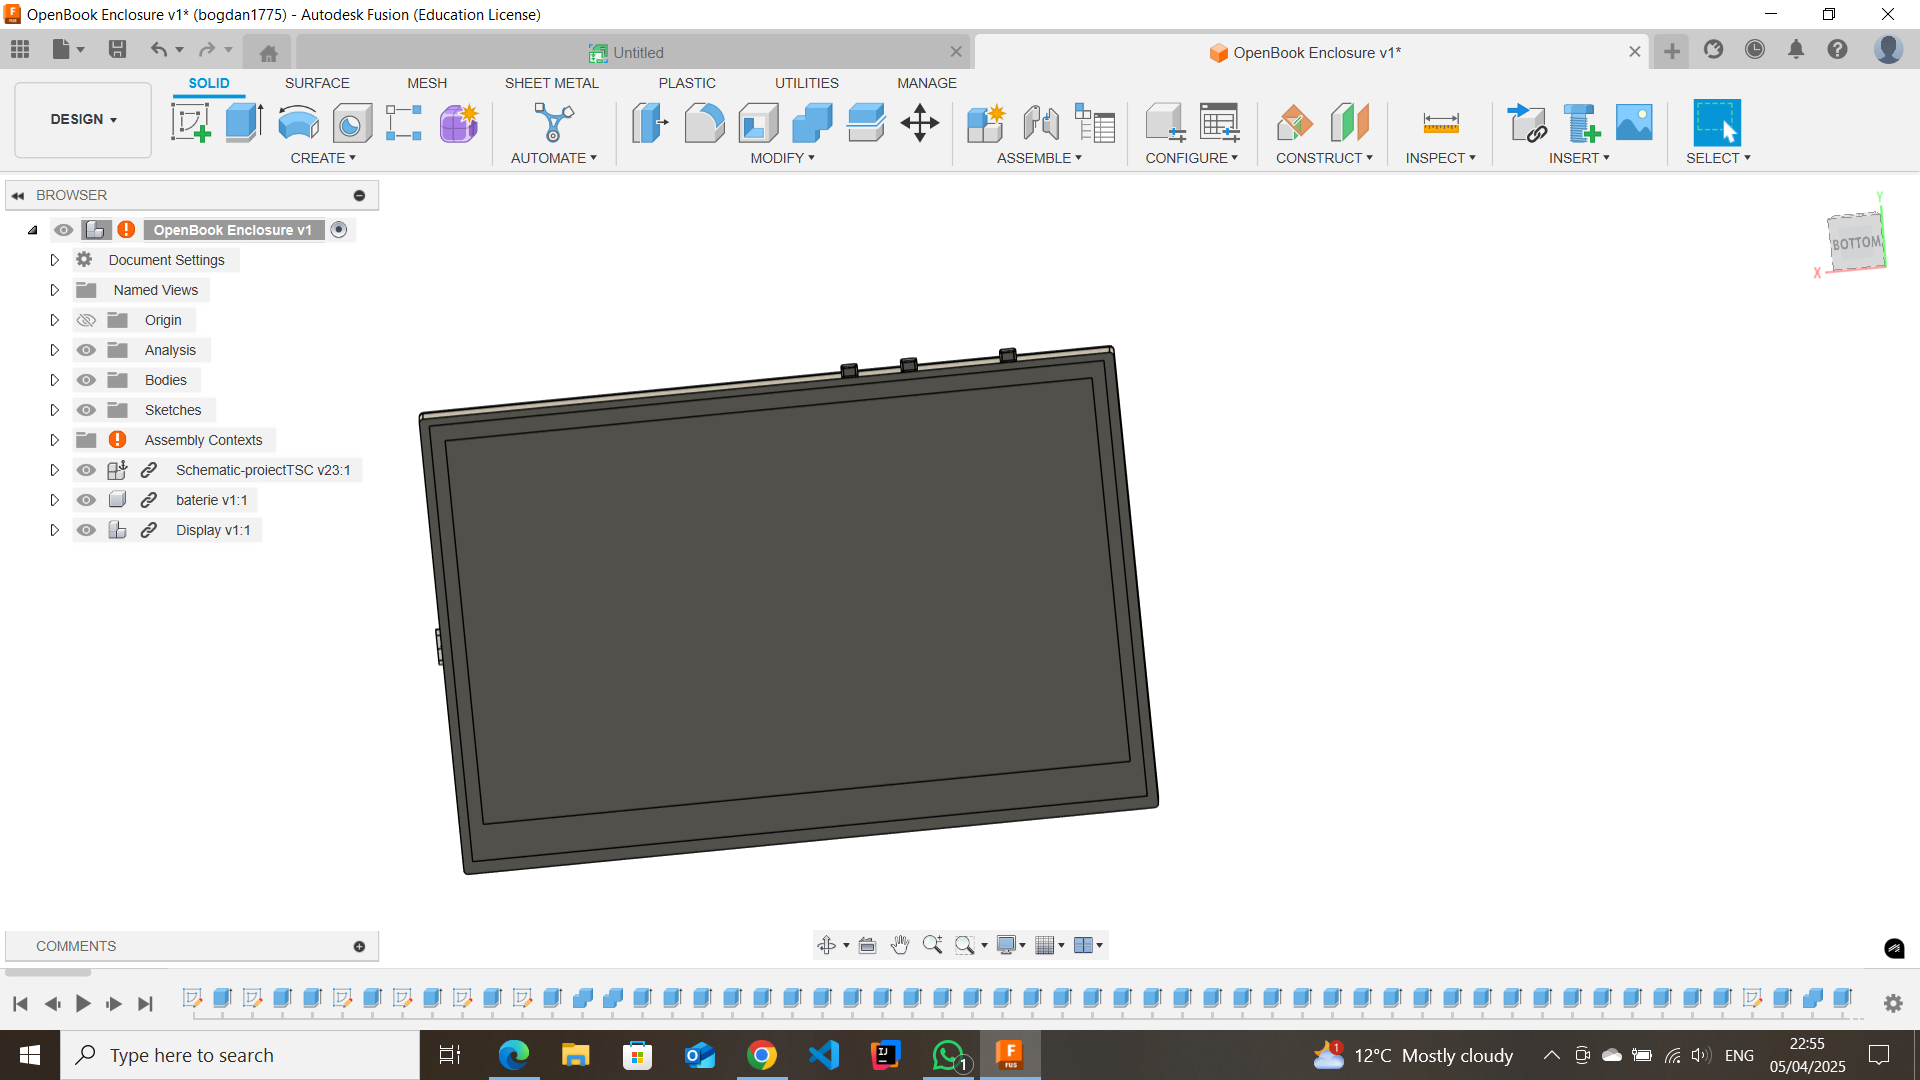 OpenBook Enclosure v1* (bogdan1775) - Autodesk Fusion (Education License)
Untitled
OpenBook Enclosure v1*
DESIGN
SOLID SURFACE MESH SHEET METAL PLASTIC UTILITIES MANAGE
CREATE AUTOMATE MODIFY ASSEMBLE CONFIGURE CONSTRUCT INSPECT INSERT SELECT
BROWSER
OpenBook Enclosure v1
Document Settings
Named Views
Origin
Analysis
Bodies
Sketches
Assembly Contexts
Schematic-proiectTSC v23:1
baterie v1:1
Display v1:1
Y
BOTTOM
X
COMMENTS
Type here to search
1
12°C Mostly cloudy
ENG
22:55
05/04/2025